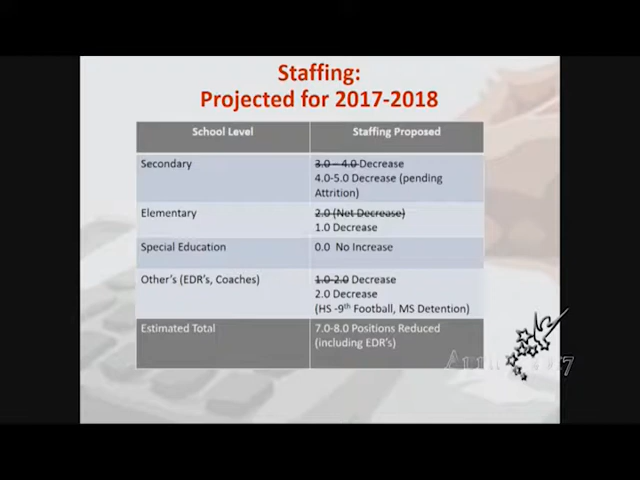 Staffing:
Projected for 2017-2018
School Level
Staffing Proposed
Secondary
3.0 – 4.0 Decrease
4.0-5.0 Decrease (pending
Attrition)
Elementary
2.0 (Net Decrease)
1.0 Decrease
Special Education
0.0 No Increase
Other's (EDR's, Coaches)
1.0-2.0 Decrease
2.0 Decrease
(HS -9th Football, MS Detention)
Estimated Total
7.0-8.0 Positions Reduced
(including EDR's)